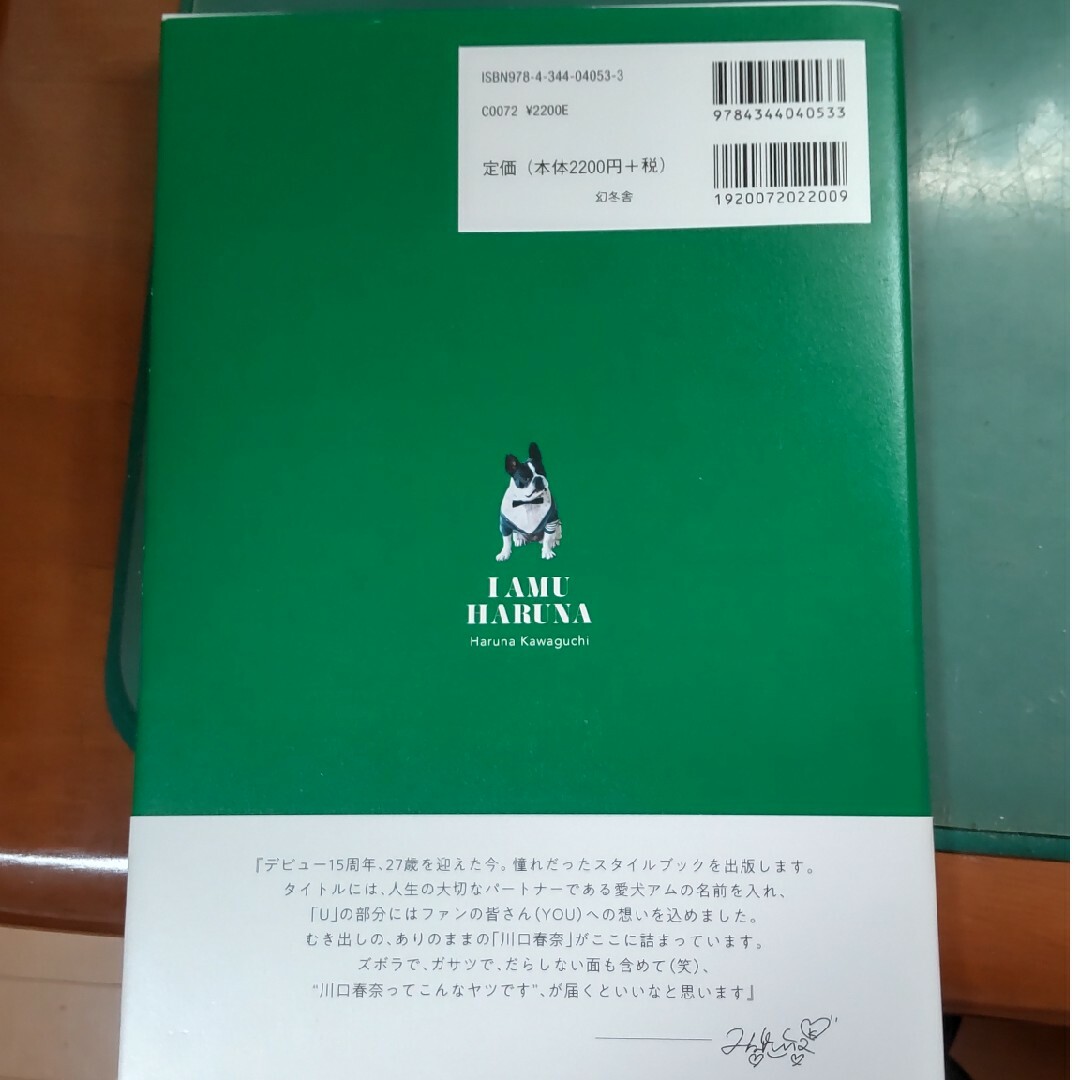 ISBN978-4-344-04053-3
C0072 ¥2200E
定価（本体2200円＋税）
幻冬舎
9784344040533
1920072022009
I AMU
HARUNA
Haruna Kawaguchi
『デビュー15周年、27歳を迎えた今。憧れだったスタイルブックを出版します。
タイトルには、人生の大切なパートナーである愛犬アムの名前を入れ、
「U」の部分にはファンの皆さん(YOU)への想いを込めました。
むき出しの、ありのままの「川口春奈」がここに詰まっています。
ズボラで、ガサツで、だらしない面も含めて(笑)、
“川口春奈ってこんなヤツです”、が届くといいなと思います』